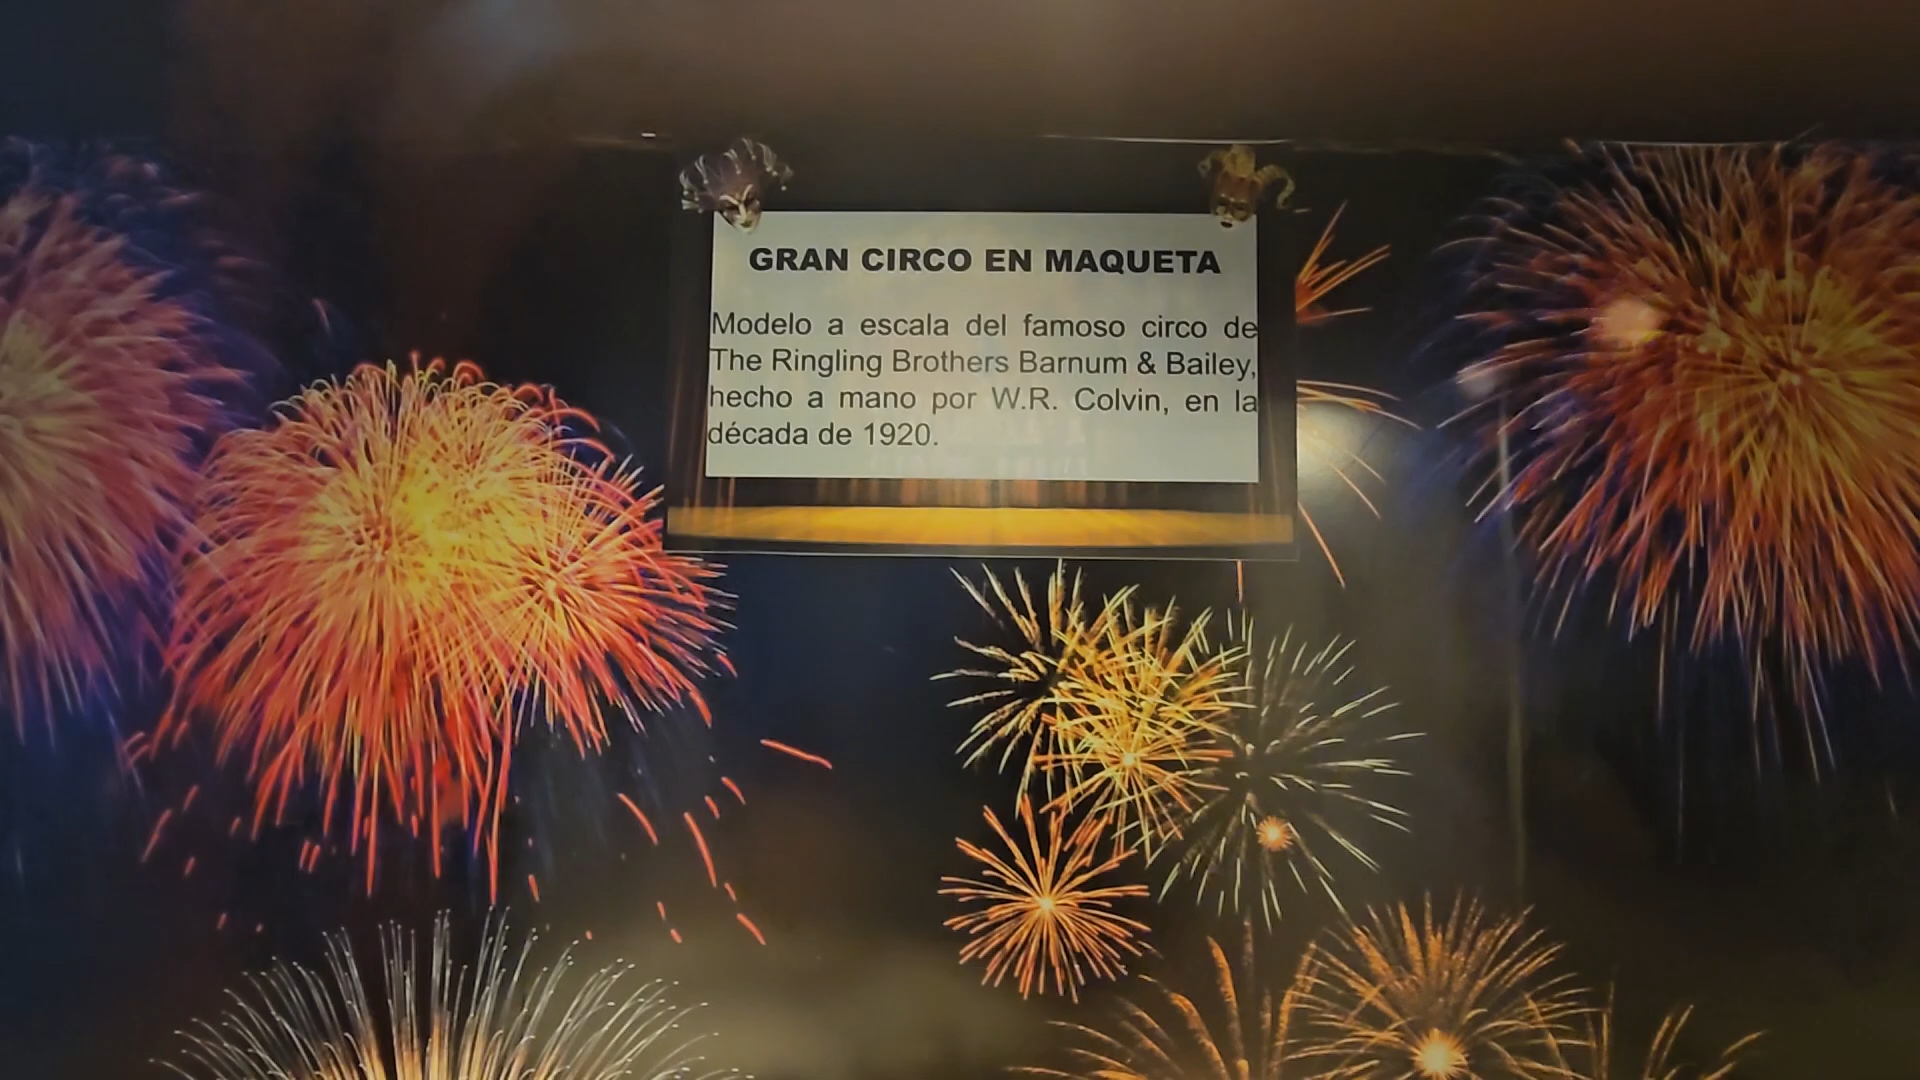 GRAN CIRCO EN MAQUETA
Modelo a escala del famoso circo de
The Ringling Brothers Barnum & Bailey,
hecho a mano por W.R. Colvin, en la
década de 1920.